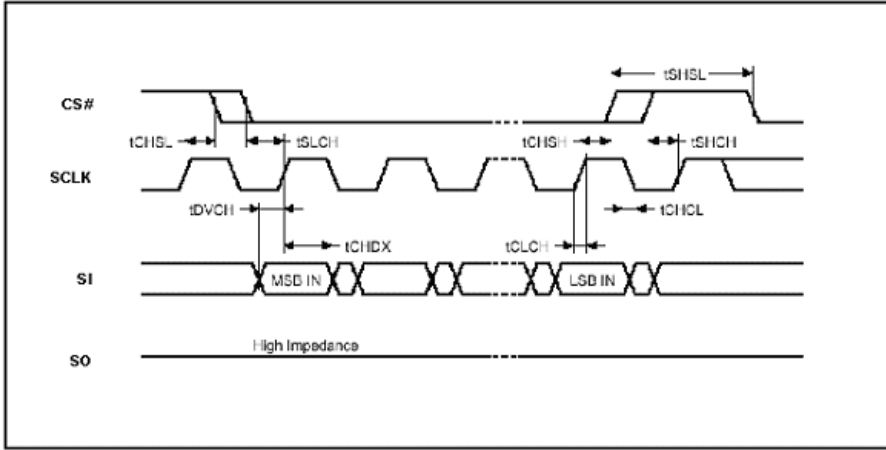 tSHSL
CS#
tCHSL
tSLCH
tCHSH
tSHCH
SCLK
tDVCH
tCHCL
tCHDX
tCLCH
SI
MSB IN
LSB IN
High Impedance
SO